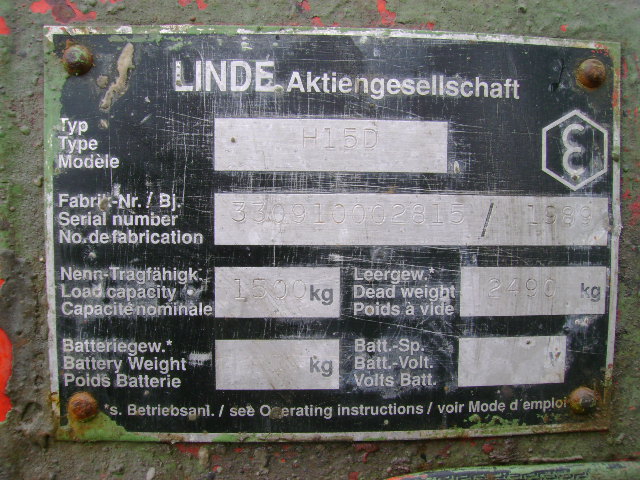 LINDE Aktiengesellschaft
Typ
Type H15D
Modèle
Fabrik-Nr. / Bj.
Serial number 330910002815 / 1989
No. de fabrication
Nenn-Tragfähigk. Leergew.*
Load capacity 1500 kg Dead weight 2490 kg
Capacité nominale Poids à vide
Batteriegew.* Batt.-Sp.
Battery Weight kg Batt.-Volt. V
Poids Batterie Volts Batt.
*s. Betriebsanl. / see Operating instructions / voir Mode d'emploi